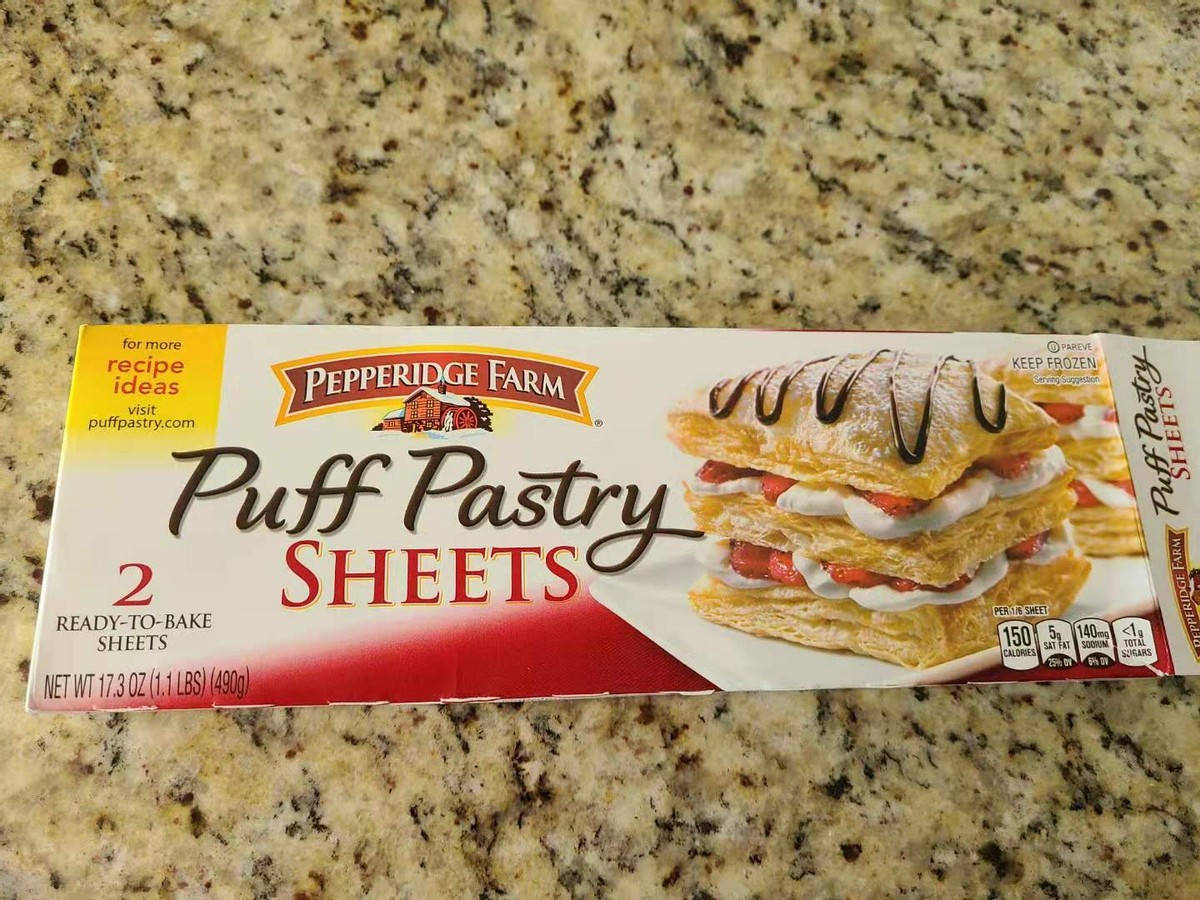 for more
recipe
ideas
visit
puffpastry.com
PEPPERIDGE FARM
®
Puff Pastry
SHEETS
2
READY-TO-BAKE
SHEETS
NET WT 17.3 OZ (1.1 LBS) (490g)
U PAREVE
KEEP FROZEN
Serving Suggestion
PER 1/6 SHEET
150
CALORIES
5g
SAT FAT
25% DV
140mg
SODIUM
6% DV
<1g
TOTAL
SUGARS
Puff Pastry
SHEETS
PEPPERIDGE FARM